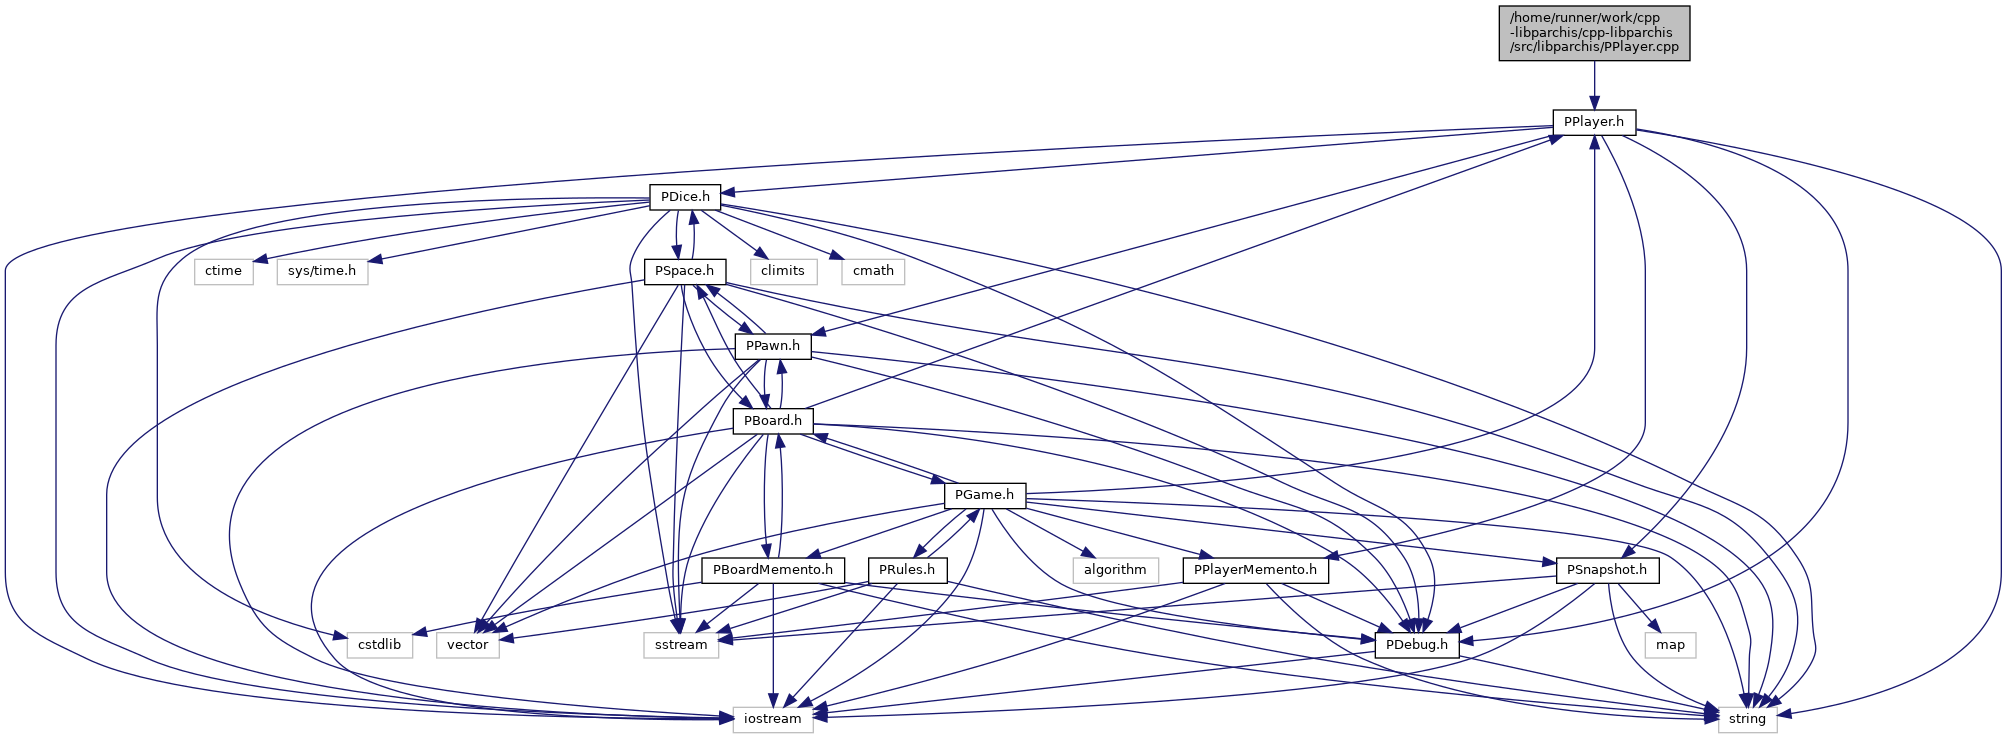 /home/runner/work/cpp
-libparchis/cpp-libparchis
/src/libparchis/PPlayer.cpp
PPlayer.h
PDice.h
ctime
sys/time.h
PSpace.h
climits
cmath
PPawn.h
PBoard.h
PGame.h
PBoardMemento.h
PRules.h
algorithm
PPlayerMemento.h
PSnapshot.h
cstdlib
vector
sstream
PDebug.h
map
iostream
string